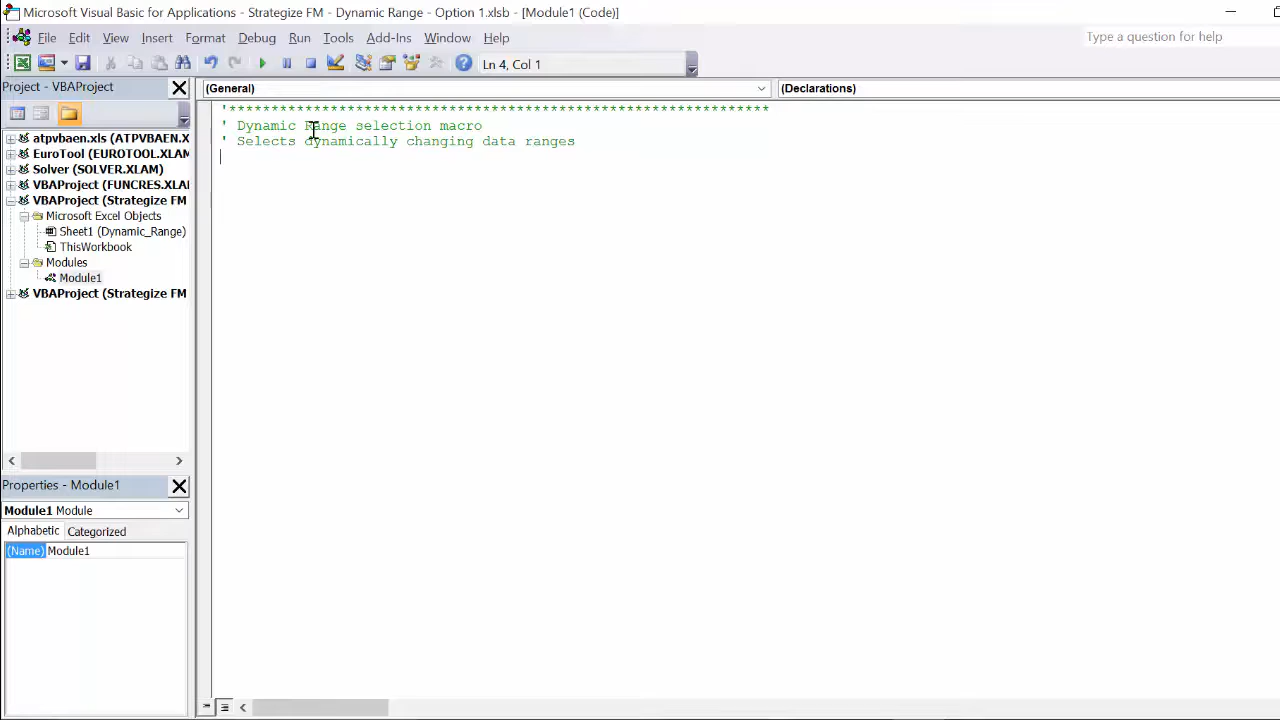 Microsoft Visual Basic for Applications - Strategize FM - Dynamic Range - Option 1.xlsb - [Module1 (Code)]
File Edit View Insert Format Debug Run Tools Add-Ins Window Help
Type a question for help
Ln 4, Col 1
Project - VBAProject
(General)
(Declarations)
'****************************************************************
' Dynamic Range selection macro
' Selects dynamically changing data ranges
atpvbaen.xls (ATPVBAEN.X
EuroTool (EUROTOOL.XLAM
Solver (SOLVER.XLAM)
VBAProject (FUNCRES.XLA
VBAProject (Strategize FM
Microsoft Excel Objects
Sheet1 (Dynamic_Range)
ThisWorkbook
Modules
Module1
VBAProject (Strategize FM
Properties - Module1
Module1 Module
Alphabetic Categorized
(Name) Module1